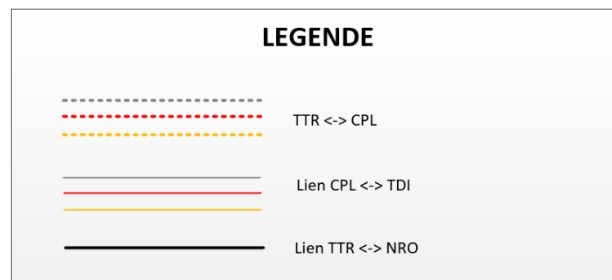 LEGENDE
TTR <-> CPL
Lien CPL <-> TDI
Lien TTR <-> NRO